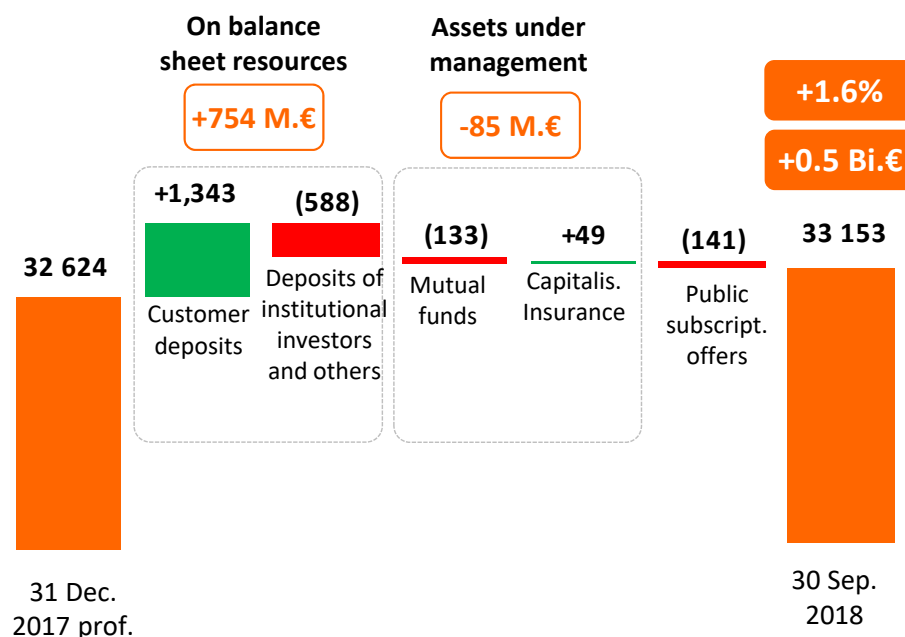 On balance
sheet resources
+754 M.€
Assets under
management
-85 M.€
+1.6%
+0.5 Bi.€
32 624
+1,343
Customer
deposits
(588)
Deposits of
institutional
investors
and others
(133)
Mutual
funds
+49
Capitalis.
Insurance
(141)
Public
subscript.
offers
33 153
31 Dec.
2017 prof.
30 Sep.
2018